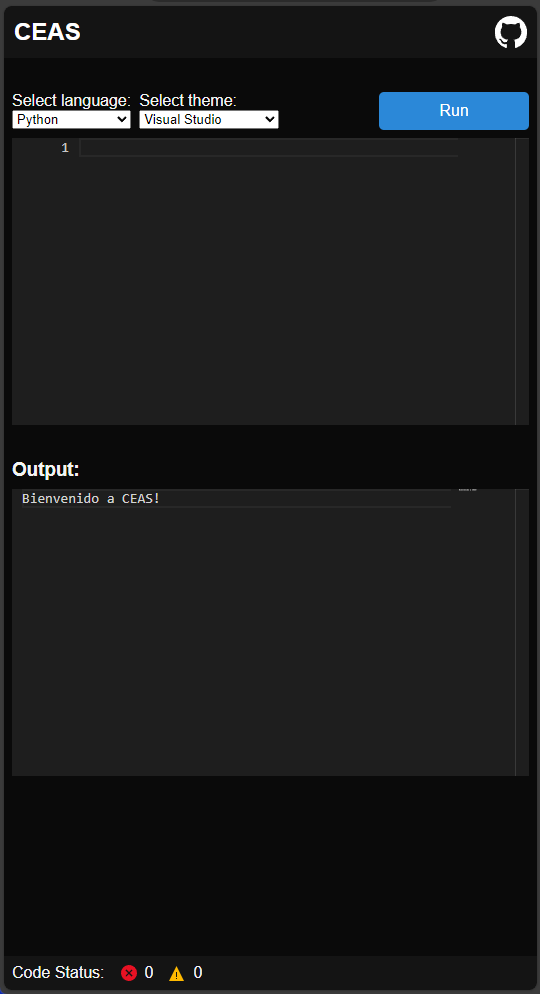 CEAS
Select language: Select theme:
Python Visual Studio
Run
1
Output:
Bienvenido a CEAS!
Code Status: 0 0